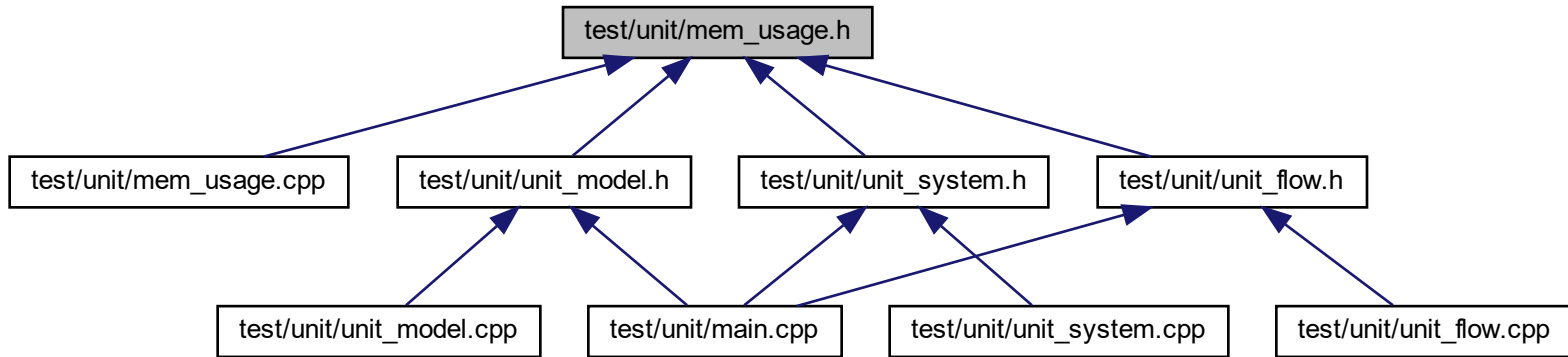 test/unit/mem_usage.h
test/unit/mem_usage.cpp
test/unit/unit_model.h
test/unit/unit_system.h
test/unit/unit_flow.h
test/unit/unit_model.cpp
test/unit/main.cpp
test/unit/unit_system.cpp
test/unit/unit_flow.cpp